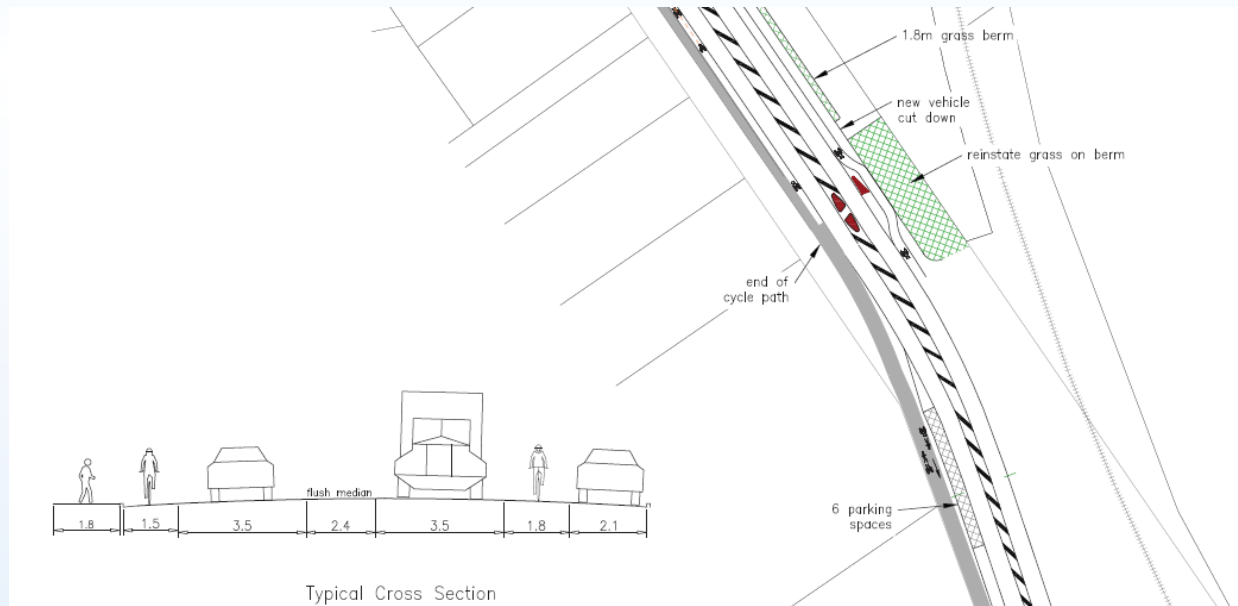 1.8m grass berm
new vehicle
cut down
reinstate grass on berm
end of
cycle path
6 parking
spaces
flush median
1.8
1.5
3.5
2.4
3.5
1.8
2.1
Typical Cross Section